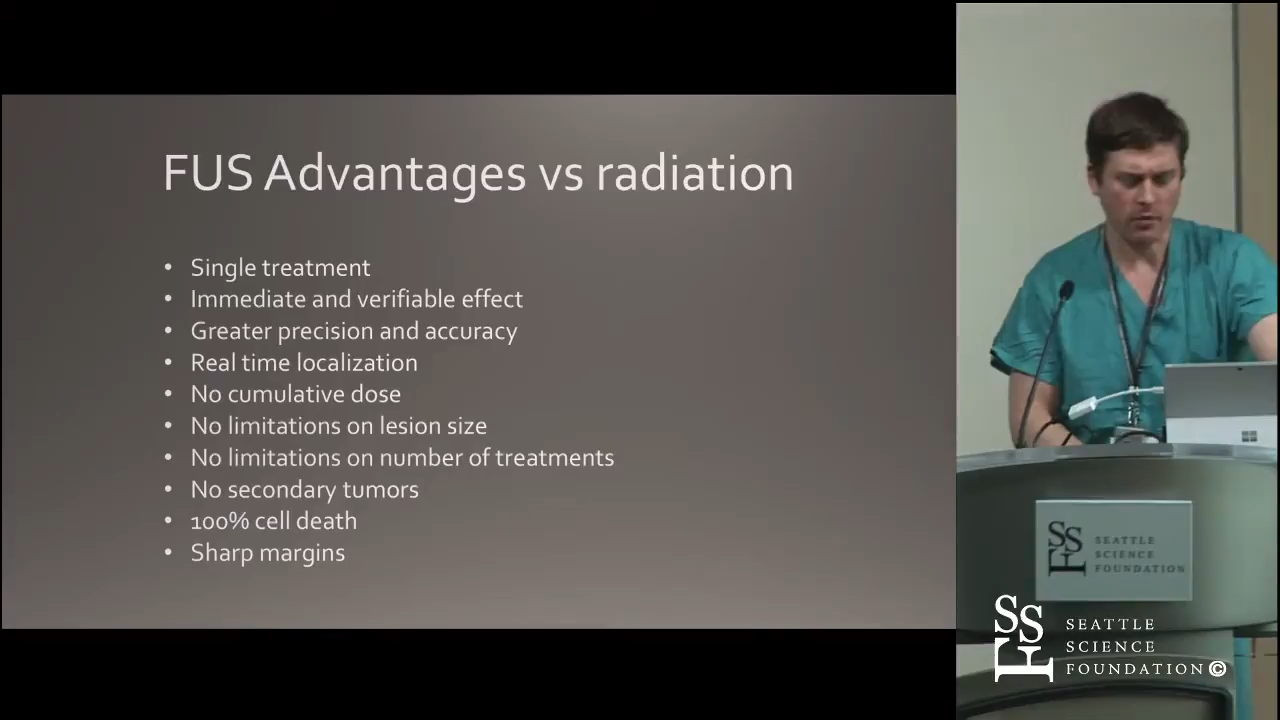 FUS Advantages vs radiation
• Single treatment
• Immediate and verifiable effect
• Greater precision and accuracy
• Real time localization
• No cumulative dose
• No limitations on lesion size
• No limitations on number of treatments
• No secondary tumors
• 100% cell death
• Sharp margins
SSF
SEATTLE
SCIENCE
FOUNDATION
SSF
SEATTLE
SCIENCE
FOUNDATION©